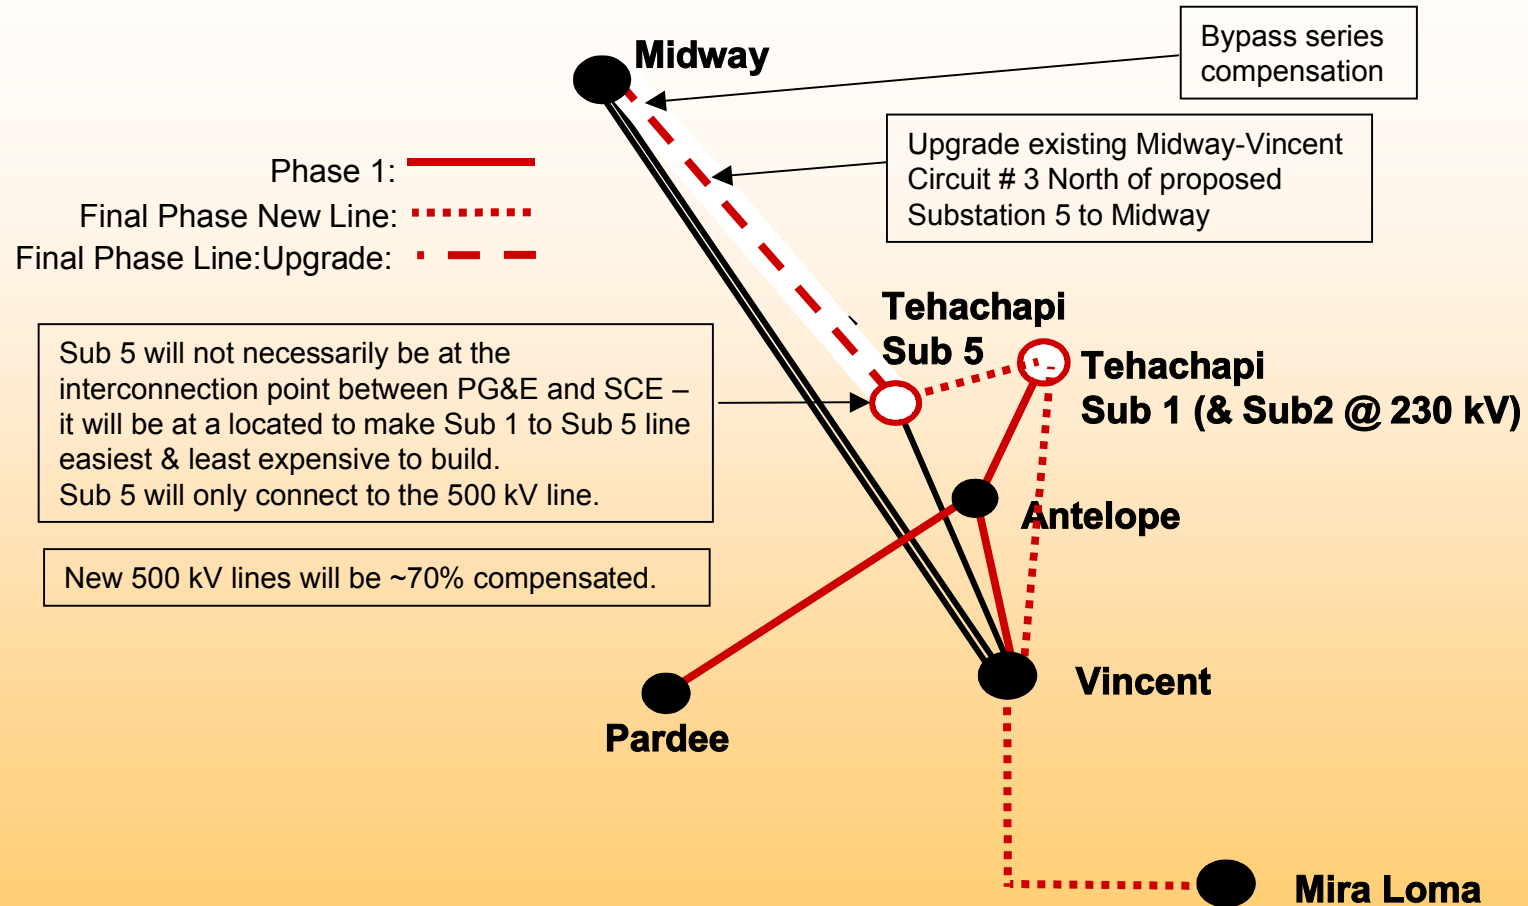 Midway
Bypass series
compensation
Upgrade existing Midway-Vincent
Circuit # 3 North of proposed
Substation 5 to Midway
Phase 1:
Final Phase New Line:
Final Phase Line:Upgrade:
Tehachapi
Sub 5
Tehachapi
Sub 1 (& Sub2 @ 230 kV)
Sub 5 will not necessarily be at the
interconnection point between PG&E and SCE –
it will be at a located to make Sub 1 to Sub 5 line
easiest & least expensive to build.
Sub 5 will only connect to the 500 kV line.
Antelope
New 500 kV lines will be ~70% compensated.
Vincent
Pardee
Mira Loma